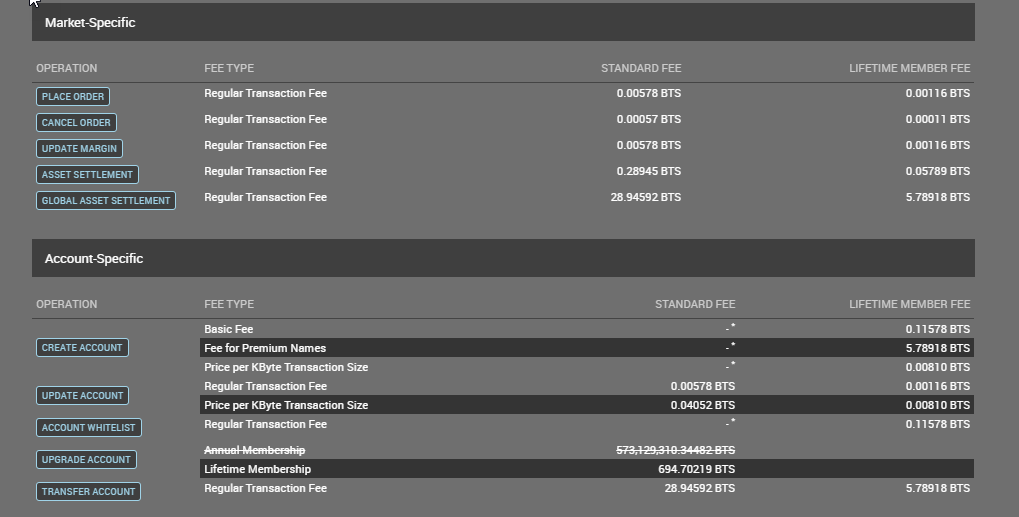 Market-Specific
OPERATION FEE TYPE STANDARD FEE LIFETIME MEMBER FEE
PLACE ORDER Regular Transaction Fee 0.00578 BTS 0.00116 BTS
CANCEL ORDER Regular Transaction Fee 0.00057 BTS 0.00011 BTS
UPDATE MARGIN Regular Transaction Fee 0.00578 BTS 0.00116 BTS
ASSET SETTLEMENT Regular Transaction Fee 0.28945 BTS 0.05789 BTS
GLOBAL ASSET SETTLEMENT Regular Transaction Fee 28.94592 BTS 5.78918 BTS
Account-Specific
OPERATION FEE TYPE STANDARD FEE LIFETIME MEMBER FEE
Basic Fee - * 0.11578 BTS
CREATE ACCOUNT Fee for Premium Names - * 5.78918 BTS
Price per KByte Transaction Size - * 0.00810 BTS
Regular Transaction Fee 0.00578 BTS 0.00116 BTS
UPDATE ACCOUNT
Price per KByte Transaction Size 0.04052 BTS 0.00810 BTS
ACCOUNT WHITELIST Regular Transaction Fee - * 0.11578 BTS
Annual Membership 573,129,310.34482 BTS
UPGRADE ACCOUNT
Lifetime Membership 694.70219 BTS
TRANSFER ACCOUNT Regular Transaction Fee 28.94592 BTS 5.78918 BTS